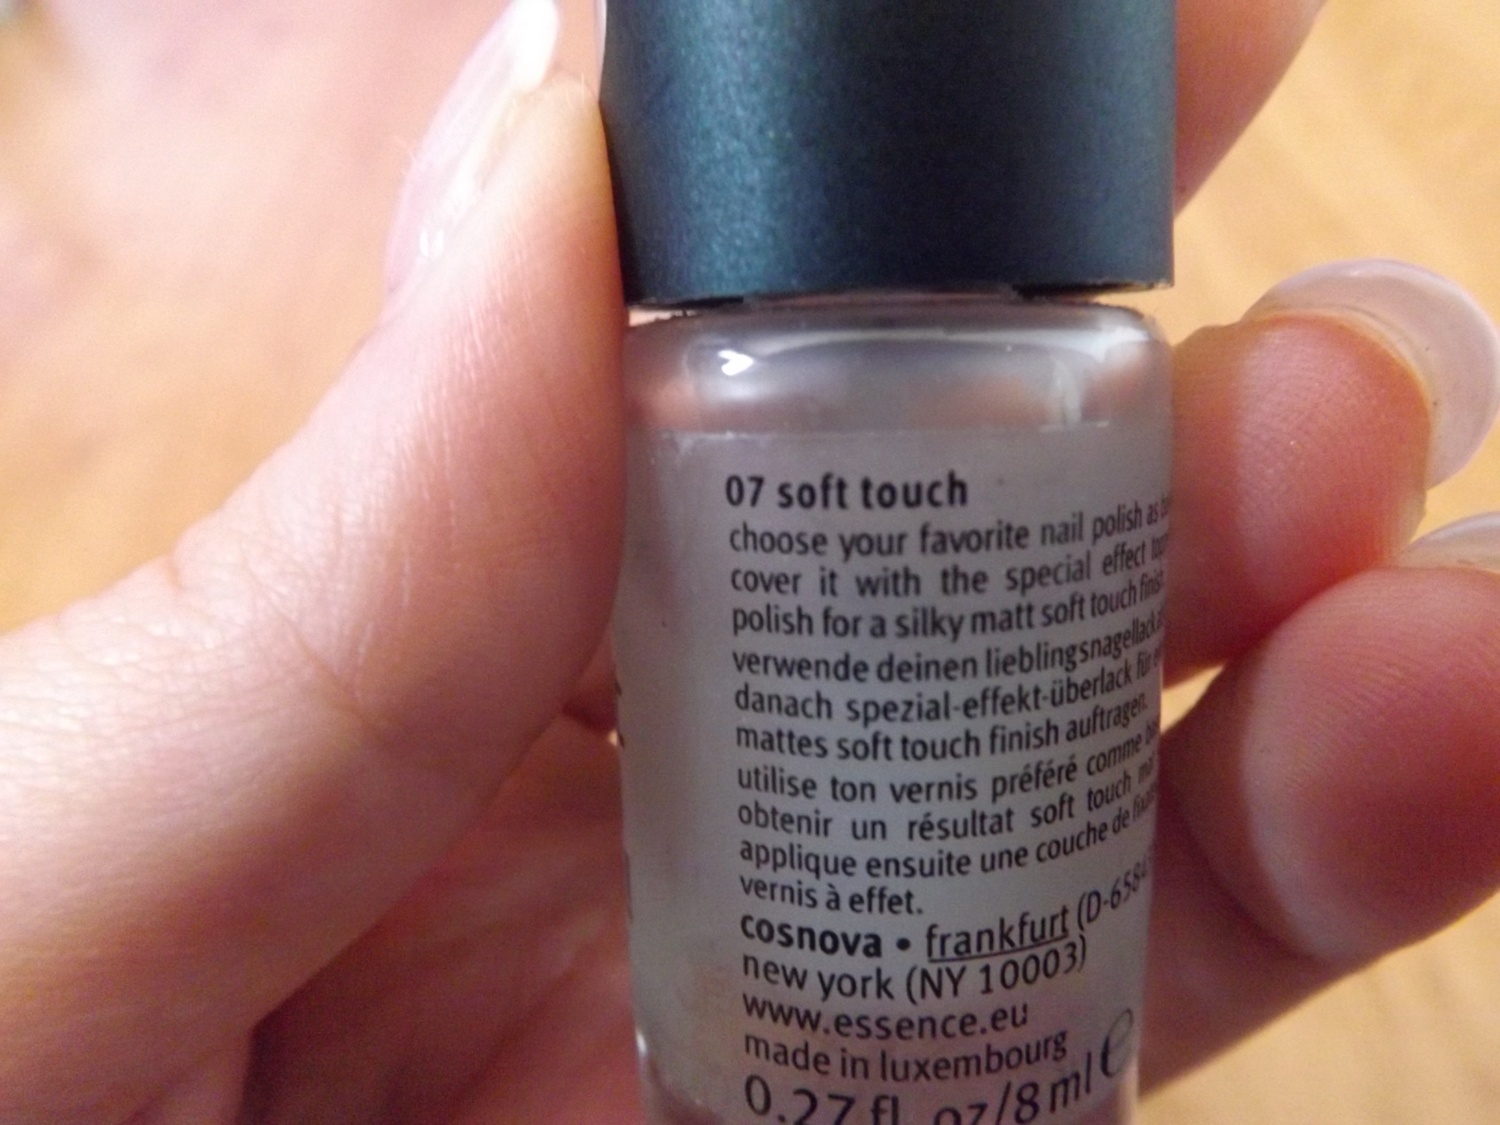 07 soft touch
choose your favorite nail polish as
cover it with the special effect
polish for a silky matt soft touch finish
verwende deinen lieblingsnagellack
danach spezial-effekt-überlack für
mattes soft touch finish auftragen.
utilise ton vernis préféré comme
obtenir un résultat soft touch
applique ensuite une couche de
vernis à effet.
cosnova • frankfurt (D-6584
new york (NY 10003)
www.essence.eu
made in luxembourg
0.27 fl. oz/8 ml e